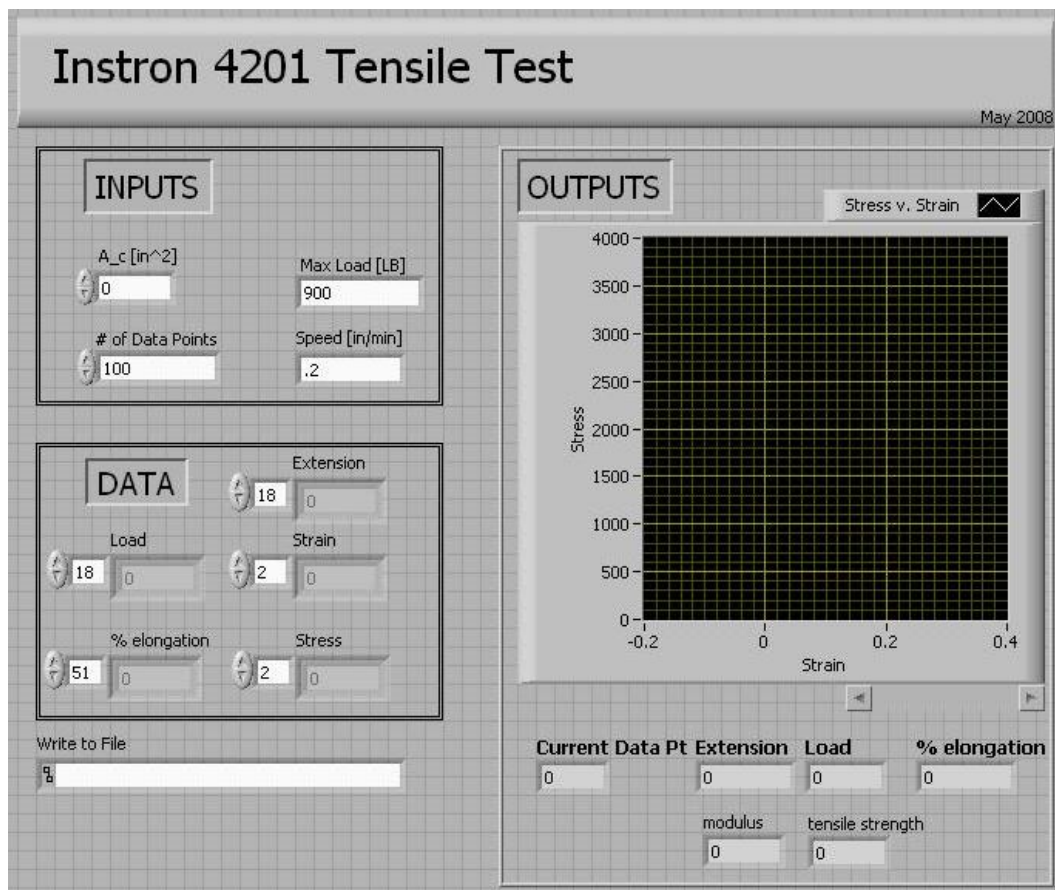 Instron 4201 Tensile Test
May 2008
INPUTS
A_c [in^2]
0
Max Load [LB]
900
# of Data Points
100
Speed [in/min]
.2
DATA
Extension
18
0
Load
18
0
Strain
2
0
% elongation
51
0
Stress
2
0
Write to File
OUTPUTS
Stress v. Strain
4000
3500
3000
2500
2000
1500
1000
500
0
Stress
-0.2 0 0.2 0.4
Strain
Current Data Pt Extension Load % elongation
0 0 0 0
modulus tensile strength
0 0